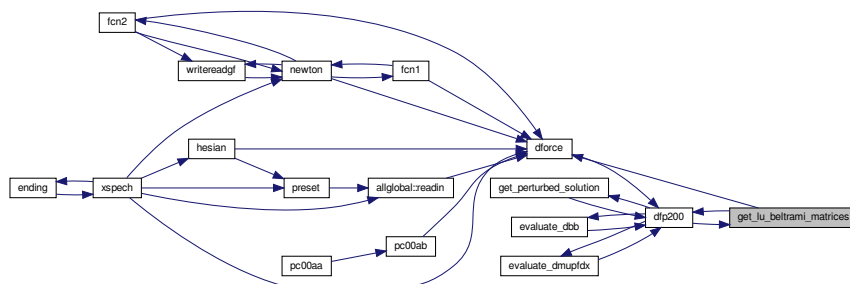 fcn2
writereadgf
newton
fcn1
hesian
dforce
ending
xspech
preset
allglobal::readin
get_perturbed_solution
dfp200
get_lu_beltrami_matrices
evaluate_dbb
pc00ab
pc00aa
evaluate_dmupfdx